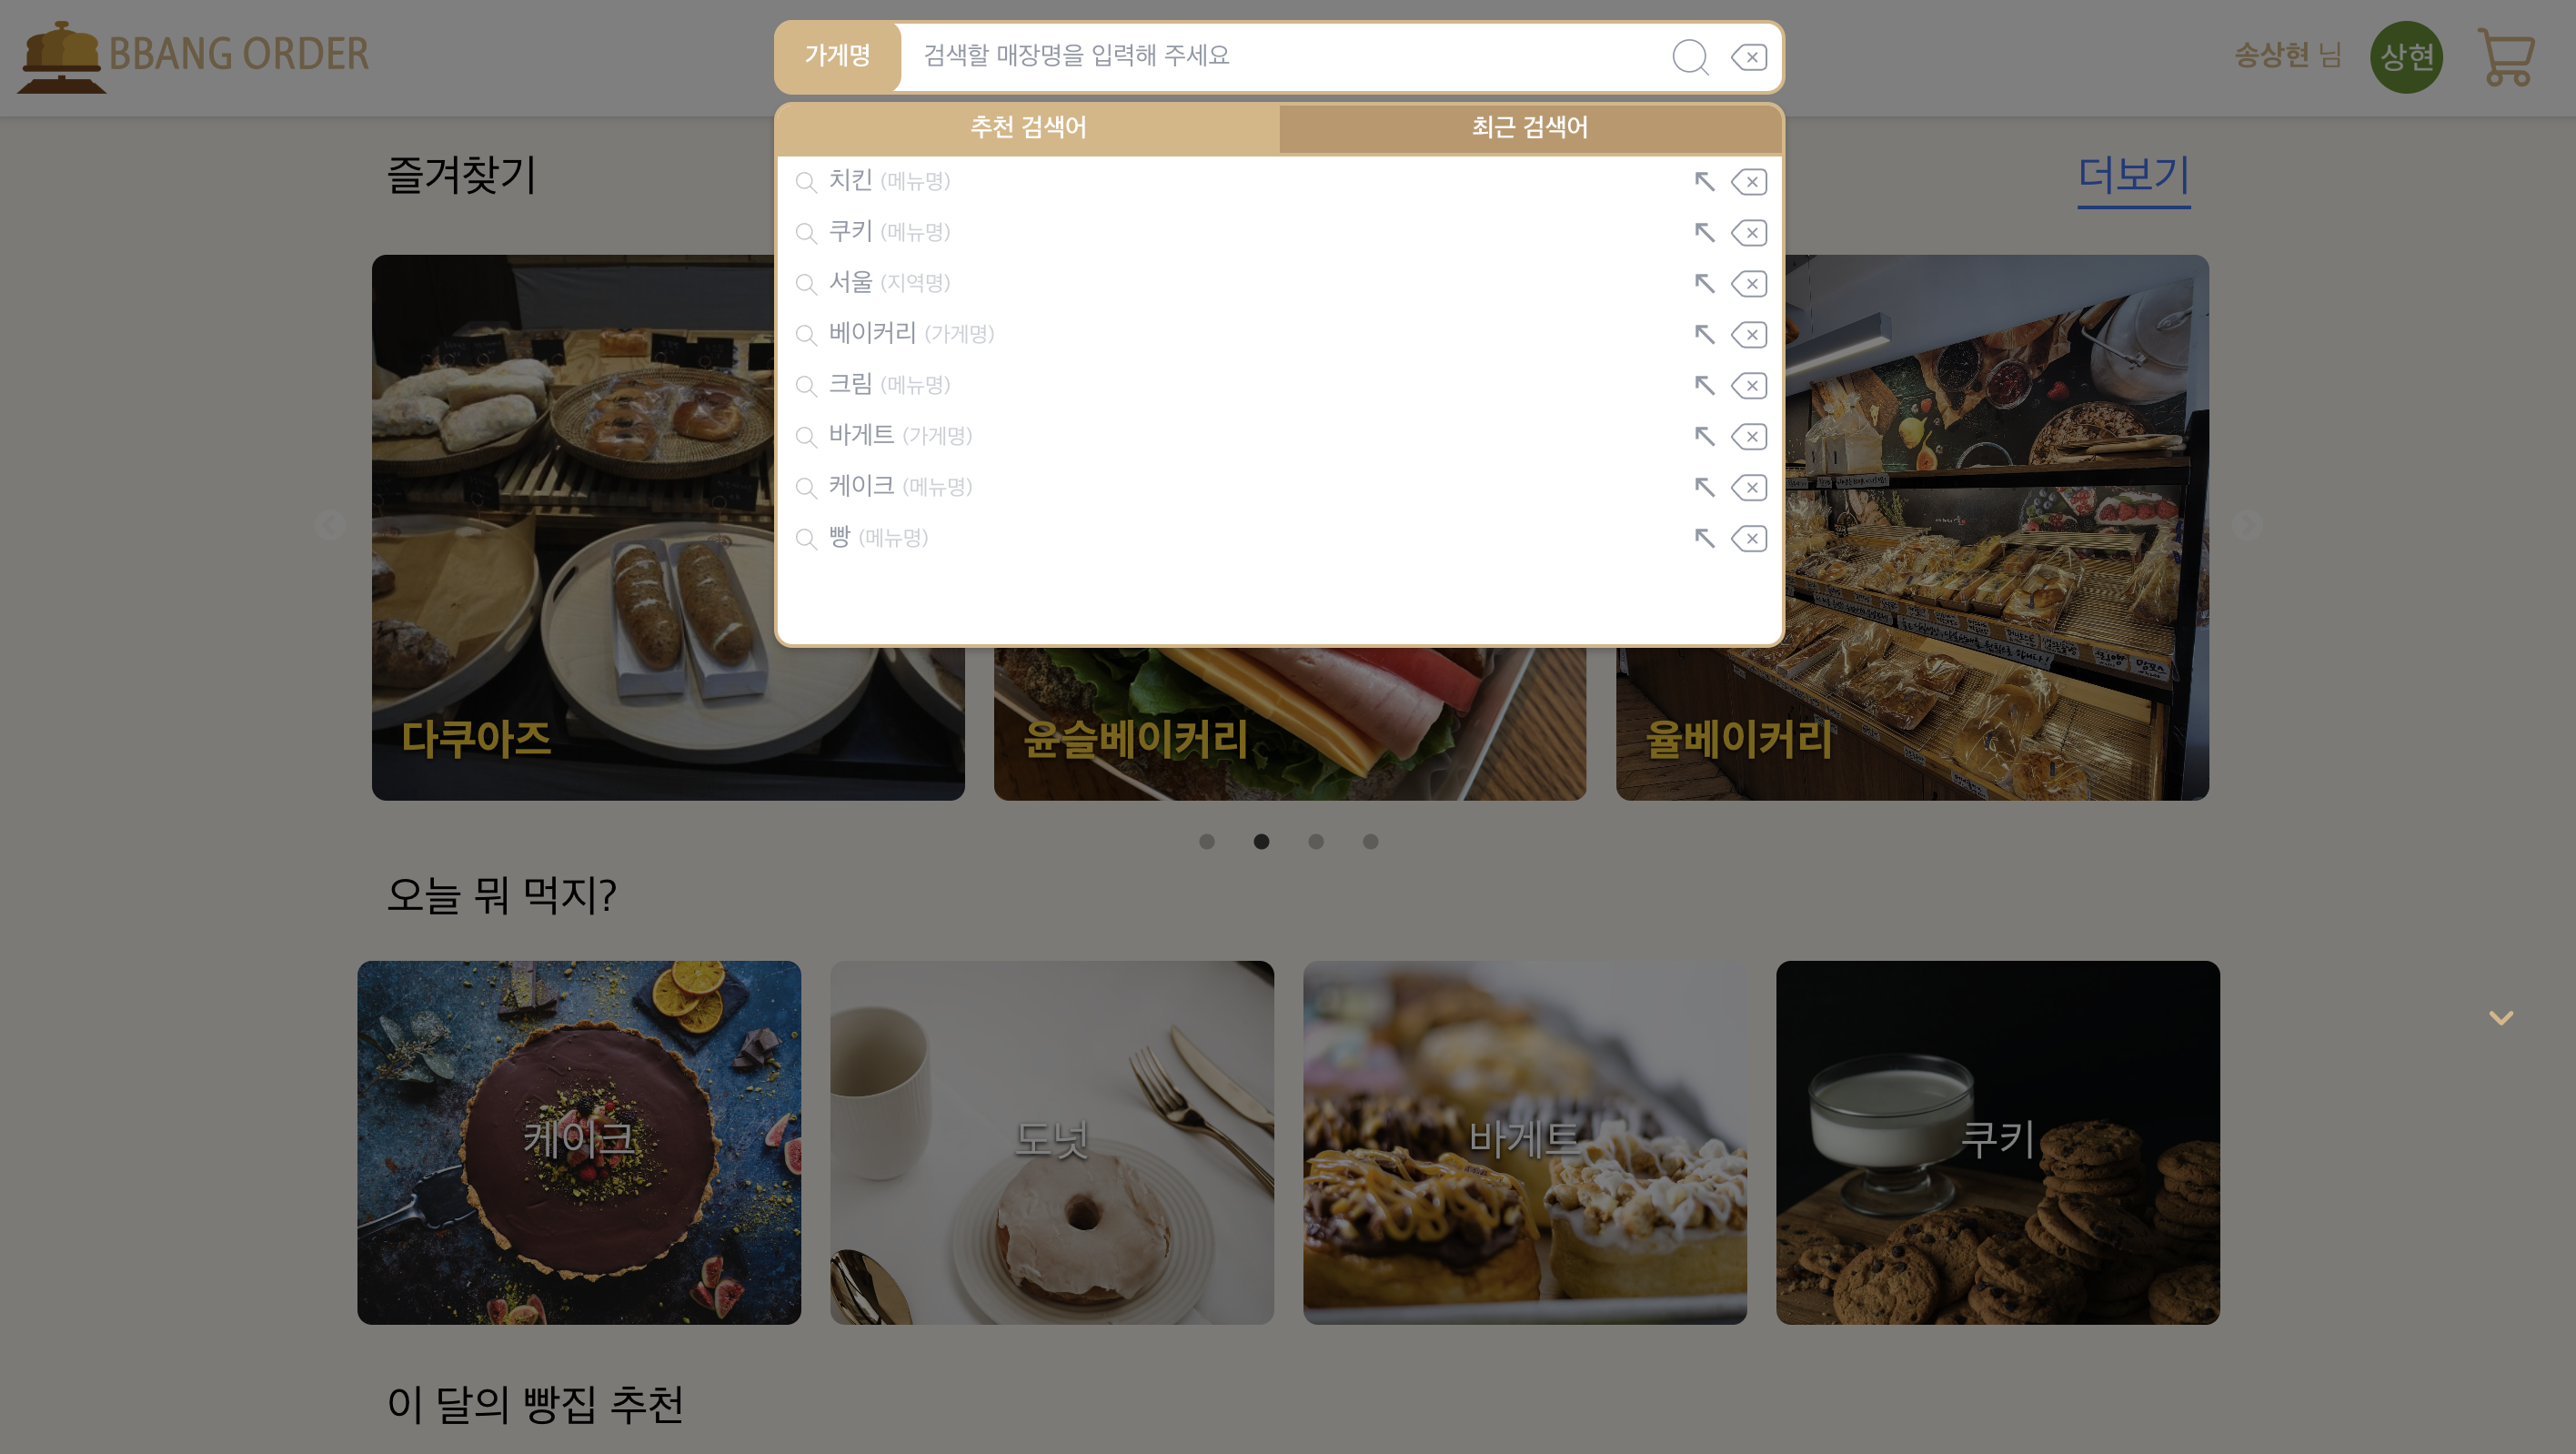 BBANG ORDER
가게명
검색할 매장명을 입력해 주세요
송상현 님
상현
추천 검색어
최근 검색어
즐겨찾기
더보기
치킨 (메뉴명)
쿠키 (메뉴명)
서울 (지역명)
베이커리 (가게명)
크림 (메뉴명)
바게트 (가게명)
케이크 (메뉴명)
빵 (메뉴명)
다쿠아즈
윤슬베이커리
율베이커리
오늘 뭐 먹지?
케이크
도넛
바게트
쿠키
이 달의 빵집 추천